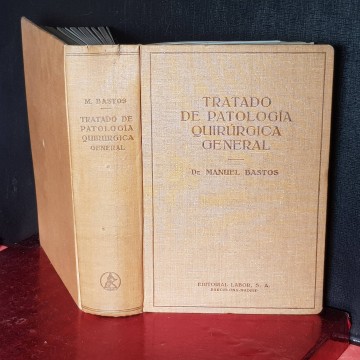 M. BASTOS
TRATADO
DE PATOLOGÍA
QUIRÚRGICA
GENERAL
TRATADO
DE PATOLOGÍA
QUIRÚRGICA
GENERAL
Dr MANUEL BASTOS
EDITORIAL LABOR, S. A.